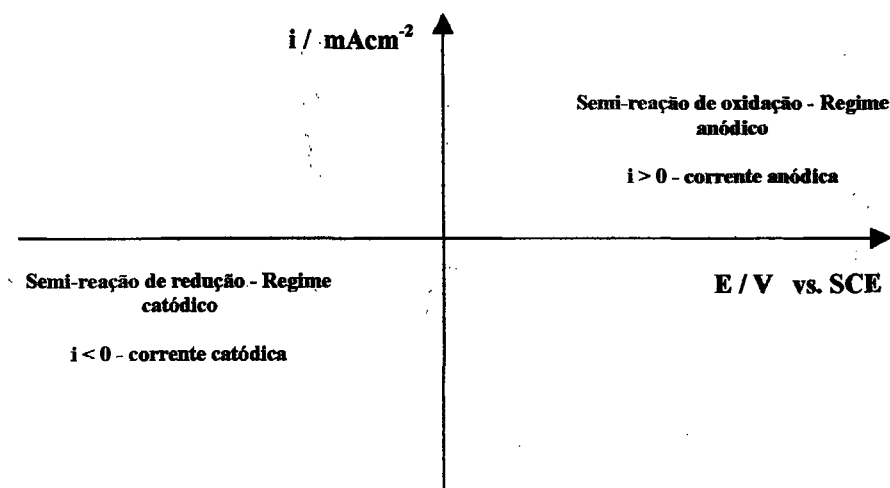 i / mAcm-2
Semi-reação de oxidação - Regime
anódico
i > 0 - corrente anódica
E / V vs. SCE
Semi-reação de redução - Regime
catódico
i < 0 - corrente catódica